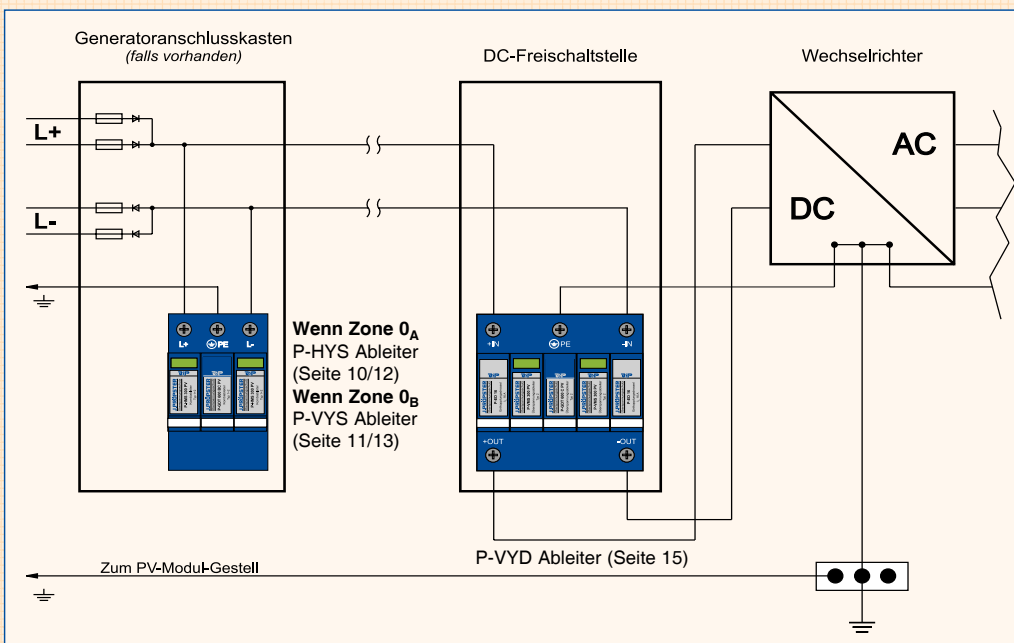 Generatoranschlusskasten
(falls vorhanden)
DC-Freischaltstelle
Wechselrichter
L+
L-
AC
DC
L+ PE L-
Wenn Zone 0A
P-HYS Ableiter
(Seite 10/12)
Wenn Zone 0B
P-VYS Ableiter
(Seite 11/13)
+IN PE -IN
J.PRÖPSTER
+OUT -OUT
P-VYD Ableiter (Seite 15)
Zum PV-Modul-Gestell